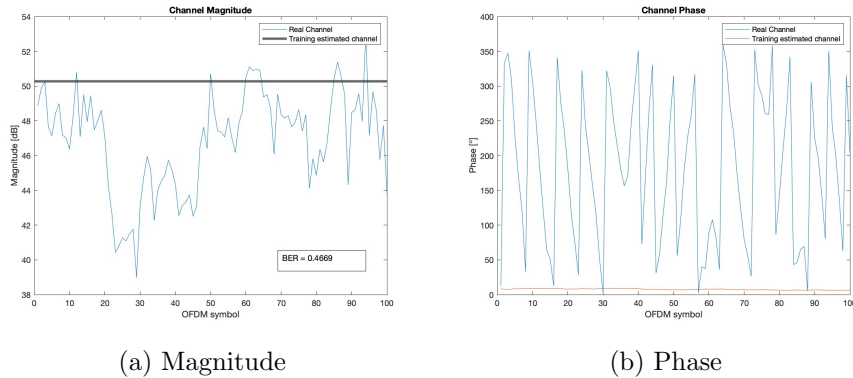 Channel Magnitude
54
52
50
48
46
44
42
40
38
Magnitude [dB]
Real Channel
Training estimated channel
BER = 0.4669
0 10 20 30 40 50 60 70 80 90 100
OFDM symbol
(a) Magnitude
Channel Phase
400
350
300
250
200
150
100
50
0
Phase [°]
Real Channel
Training estimated channel
0 10 20 30 40 50 60 70 80 90 100
OFDM symbol
(b) Phase